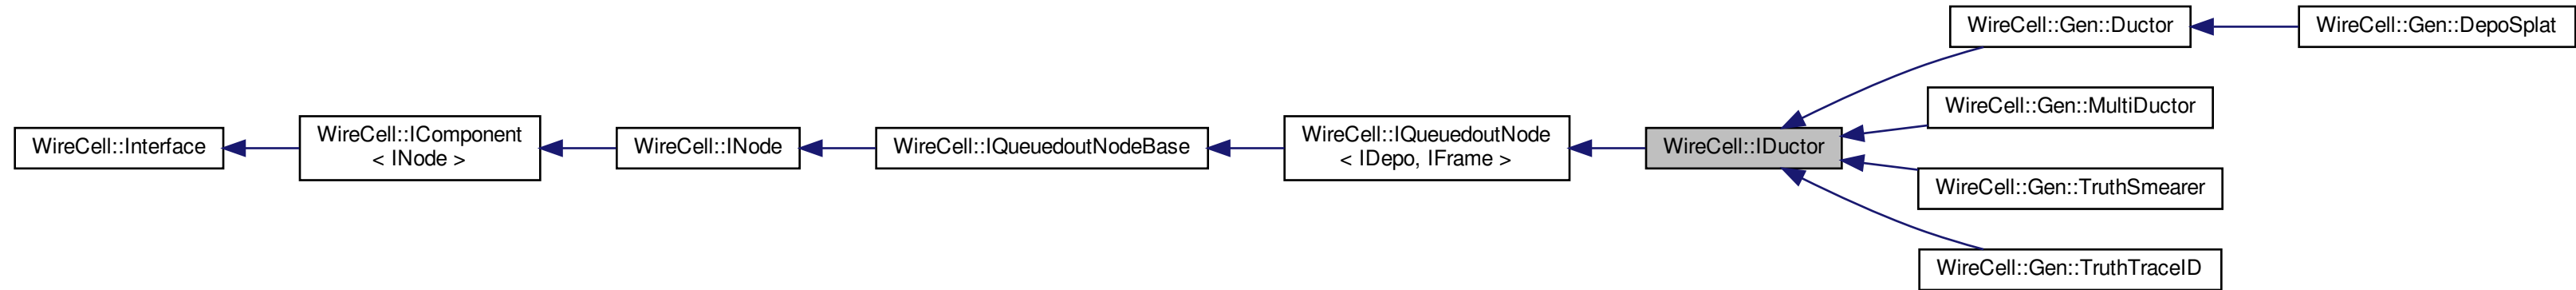 WireCell::Interface
WireCell::IComponent
< INode >
WireCell::INode
WireCell::IQueuedoutNodeBase
WireCell::IQueuedoutNode
< IDepo, IFrame >
WireCell::IDuctor
WireCell::Gen::Ductor
WireCell::Gen::DepoSplat
WireCell::Gen::MultiDuctor
WireCell::Gen::TruthSmearer
WireCell::Gen::TruthTraceID